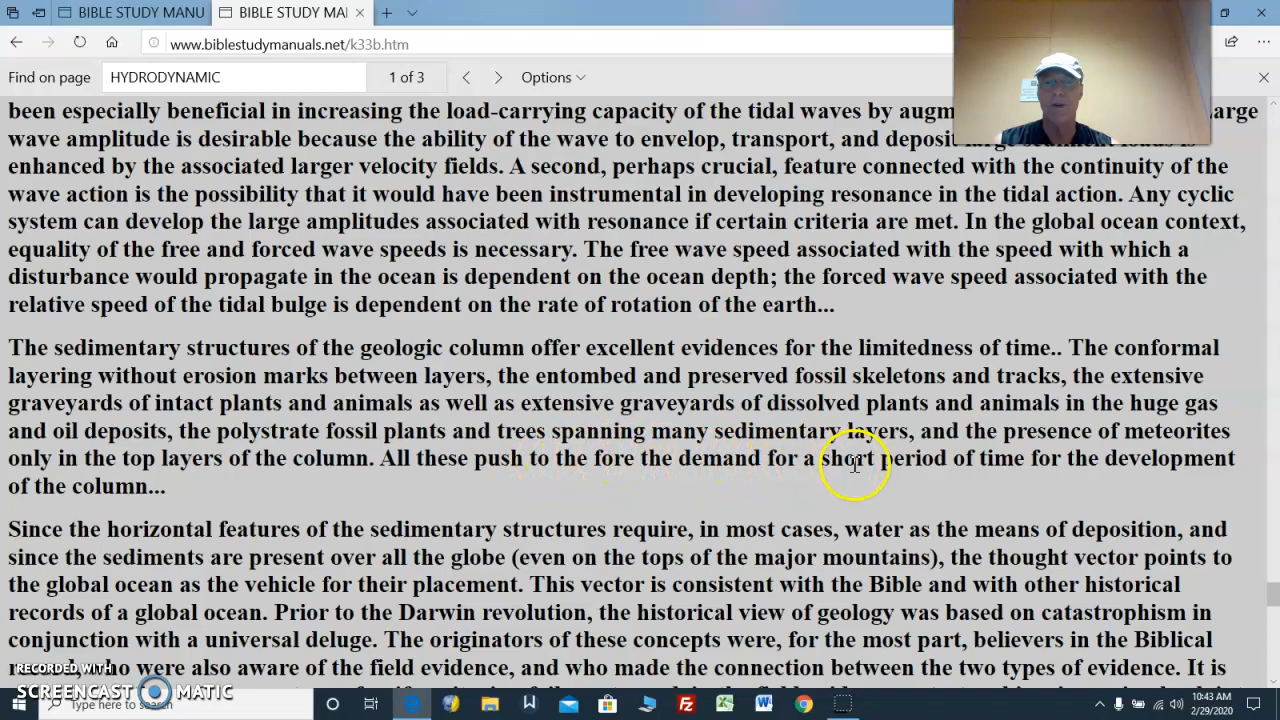 BIBLE STUDY MANU
BIBLE STUDY MAI
www.biblestudymanuals.net/k33b.htm
Find on page HYDRODYNAMIC 1 of 3 Options
been especially beneficial in increasing the load-carrying capacity of the tidal waves by large
wave amplitude is desirable because the ability of the wave to envelop, transport, and deposit
enhanced by the associated larger velocity fields. A second, perhaps crucial, feature connected with the continuity of the
wave action is the possibility that it would have been instrumental in developing resonance in the tidal action. Any cyclic
system can develop the large amplitudes associated with resonance if certain criteria are met. In the global ocean context,
equality of the free and forced wave speeds is necessary. The free wave speed associated with the speed with which a
disturbance would propagate in the ocean is dependent on the ocean depth; the forced wave speed associated with the
relative speed of the tidal bulge is dependent on the rate of rotation of the earth...
The sedimentary structures of the geologic column offer excellent evidences for the limitedness of time.. The conformal
layering without erosion marks between layers, the entombed and preserved fossil skeletons and tracks, the extensive
graveyards of intact plants and animals as well as extensive graveyards of dissolved plants and animals in the huge gas
and oil deposits, the polystrate fossil plants and trees spanning many sedimentary layers, and the presence of meteorites
only in the top layers of the column. All these push to the fore the demand for a short period of time for the development
of the column...
Since the horizontal features of the sedimentary structures require, in most cases, water as the means of deposition, and
since the sediments are present over all the globe (even on the tops of the major mountains), the thought vector points to
the global ocean as the vehicle for their placement. This vector is consistent with the Bible and with other historical
records of a global ocean. Prior to the Darwin revolution, the historical view of geology was based on catastrophism in
conjunction with a universal deluge. The originators of these concepts were, for the most part, believers in the Biblical
who were also aware of the field evidence, and who made the connection between the two types of evidence. It is
RECORDED WITH
SCREENCAST MATIC
Type here to search
10:43 AM
2/29/2020